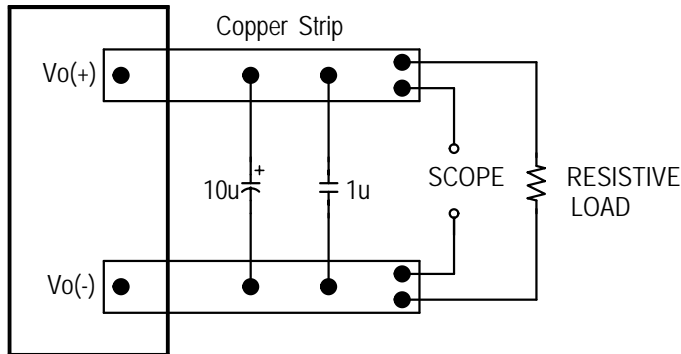 Copper Strip
Vo(+)
+
10u
1u
SCOPE
RESISTIVE
LOAD
Vo(-)